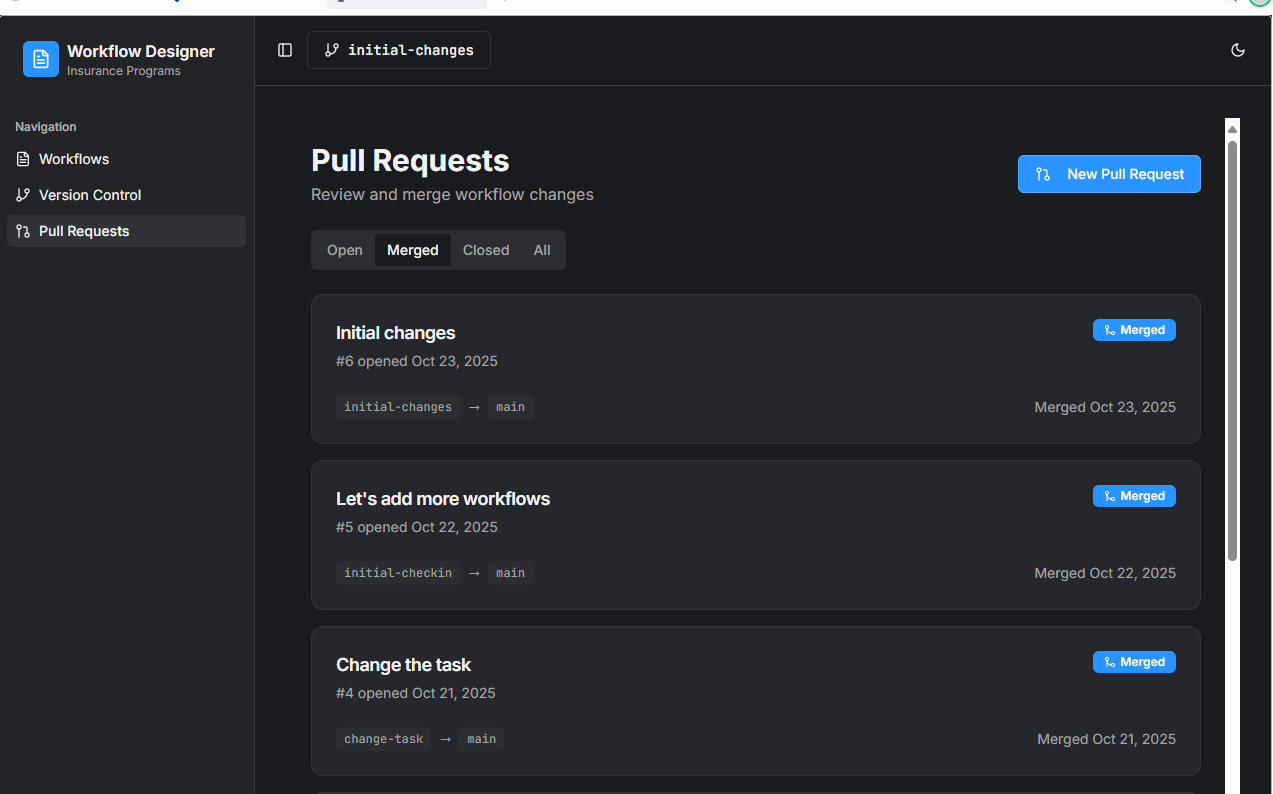 Workflow Designer
Insurance Programs
initial-changes
Navigation
Workflows
Version Control
Pull Requests
Pull Requests
Review and merge workflow changes
New Pull Request
Open Merged Closed All
Initial changes
Merged
#6 opened Oct 23, 2025
initial-changes → main
Merged Oct 23, 2025
Let's add more workflows
Merged
#5 opened Oct 22, 2025
initial-checkin → main
Merged Oct 22, 2025
Change the task
Merged
#4 opened Oct 21, 2025
change-task → main
Merged Oct 21, 2025